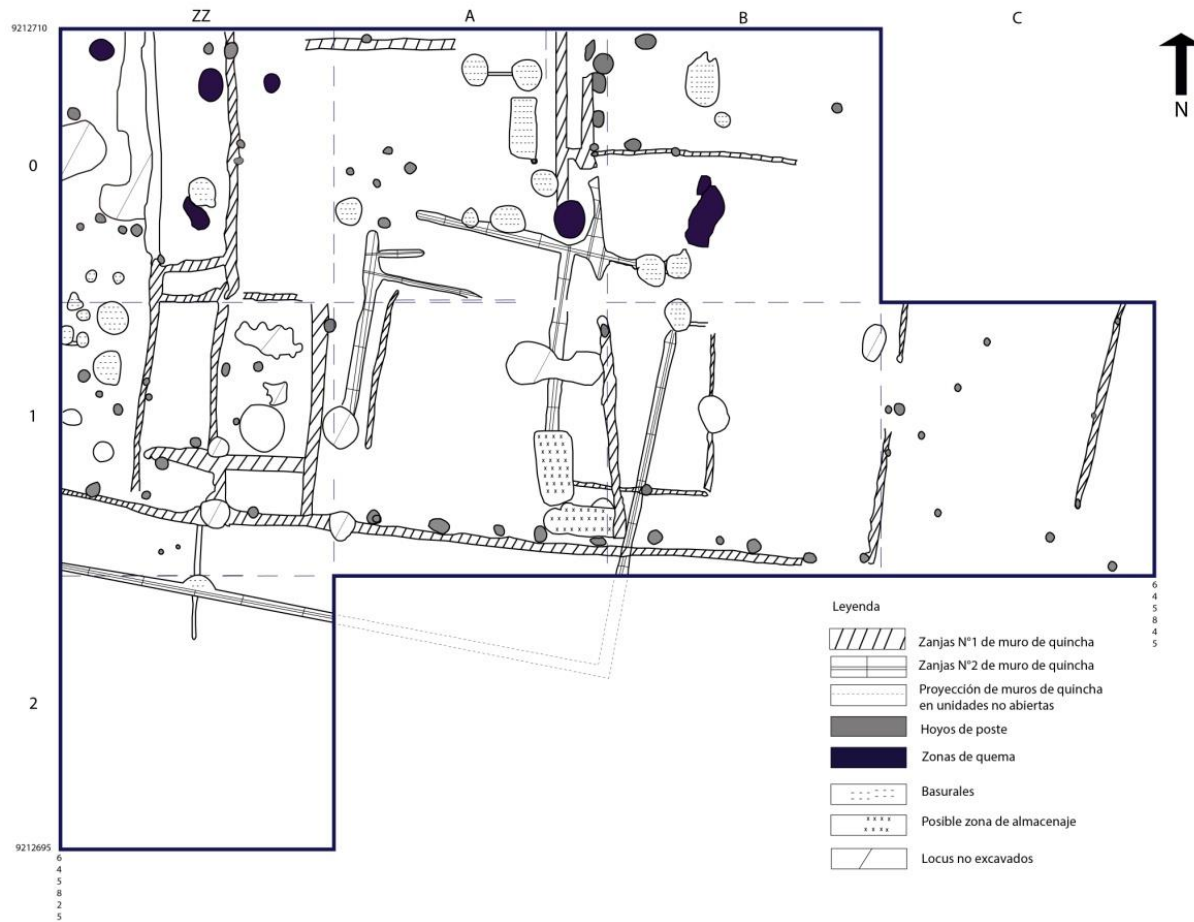 ZZ A B C
9212710
N
0
1
2
6
4
5
8
4
5
Leyenda
Zanjas N°1 de muro de quincha
Zanjas N°2 de muro de quincha
Proyección de muros de quincha
en unidades no abiertas
Hoyos de poste
Zonas de quema
Basurales
Posible zona de almacenaje
Locus no excavados
9212695
6
4
5
8
2
5